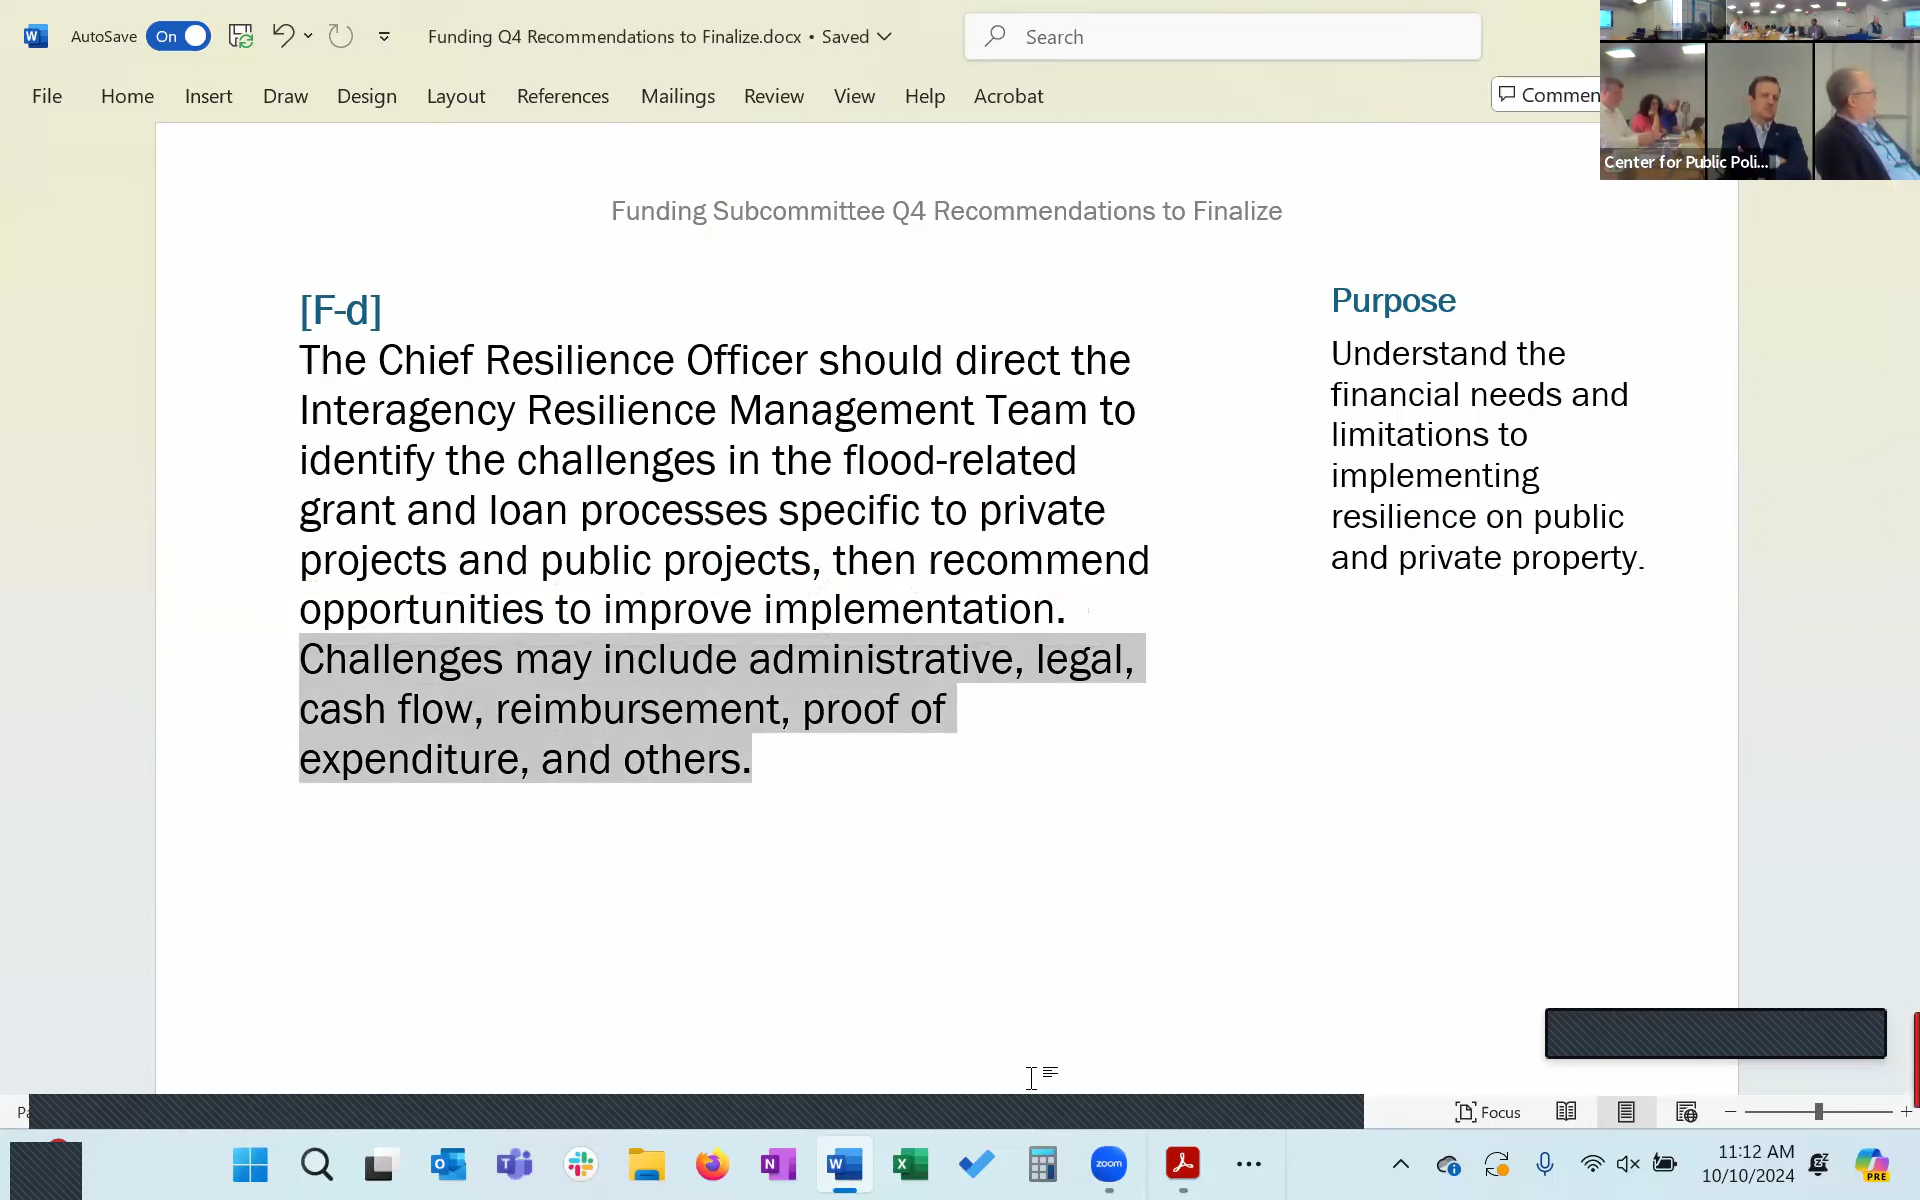 AutoSave On Funding Q4 Recommendations to Finalize.docx • Saved Search
File Home Insert Draw Design Layout References Mailings Review View Help Acrobat Commen
Center for Public Poli...
Funding Subcommittee Q4 Recommendations to Finalize
[F-d]
The Chief Resilience Officer should direct the
Interagency Resilience Management Team to
identify the challenges in the flood-related
grant and loan processes specific to private
projects and public projects, then recommend
opportunities to improve implementation.
Challenges may include administrative, legal,
cash flow, reimbursement, proof of
expenditure, and others.
Purpose
Understand the
financial needs and
limitations to
implementing
resilience on public
and private property.
Focus
zoom
11:12 AM
10/10/2024
PRE